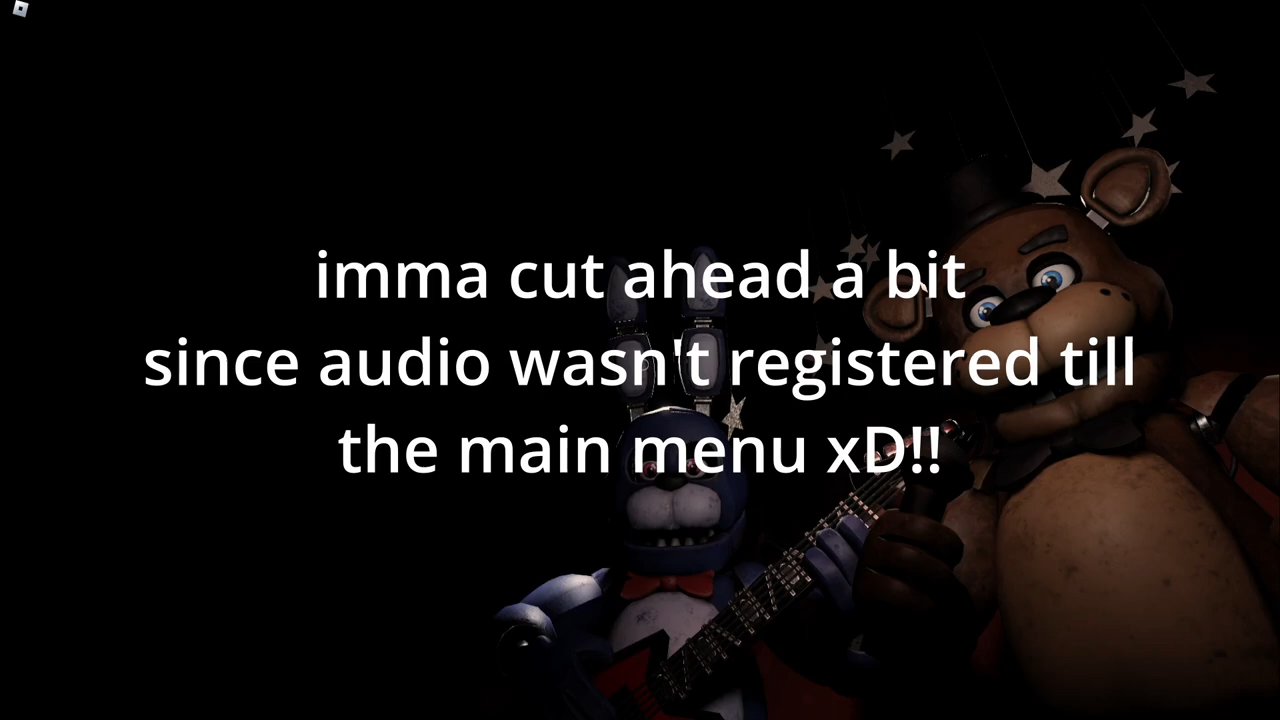 imma cut ahead a bit
since audio wasn't registered till
the main menu xD!!